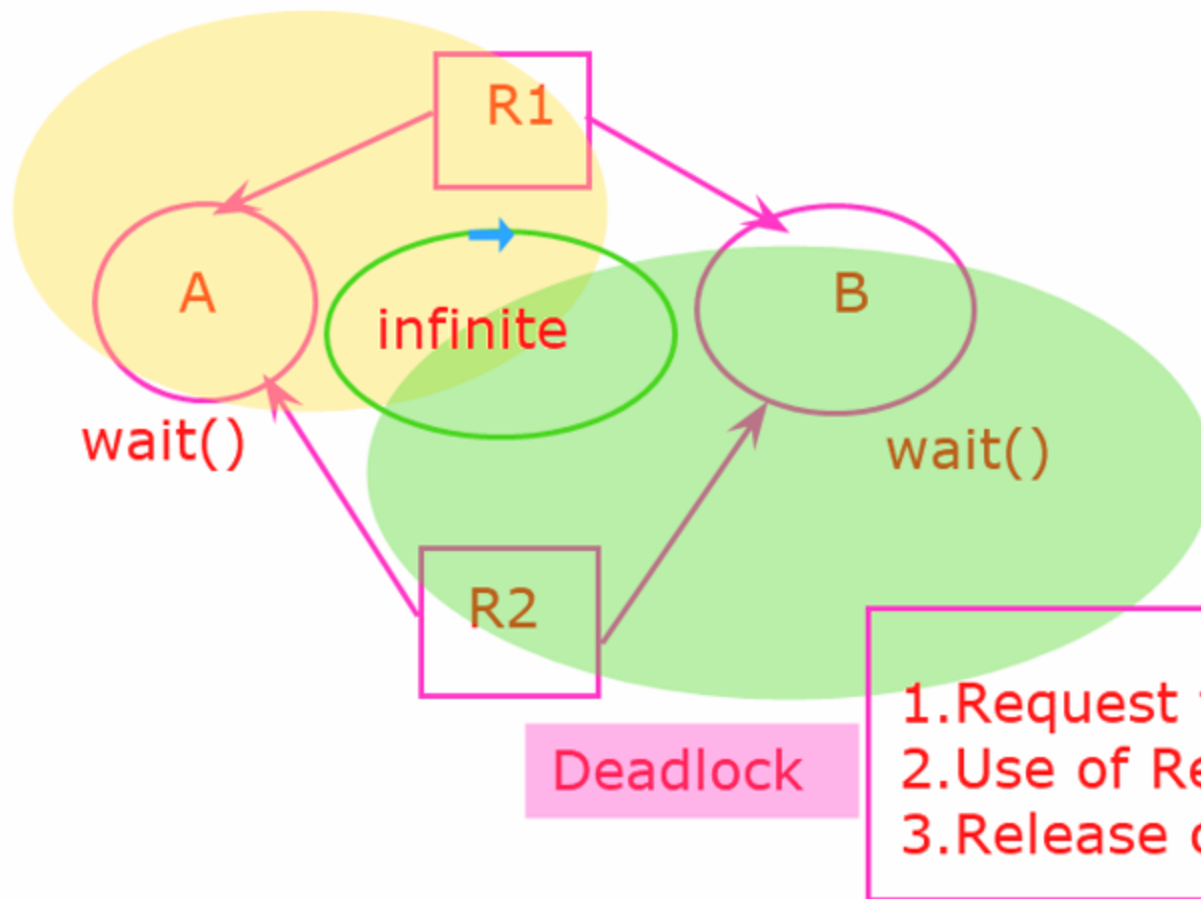 R1
A
B
infinite
wait()
wait()
R2
Deadlock
1.Request
2.Use of Re
3.Release